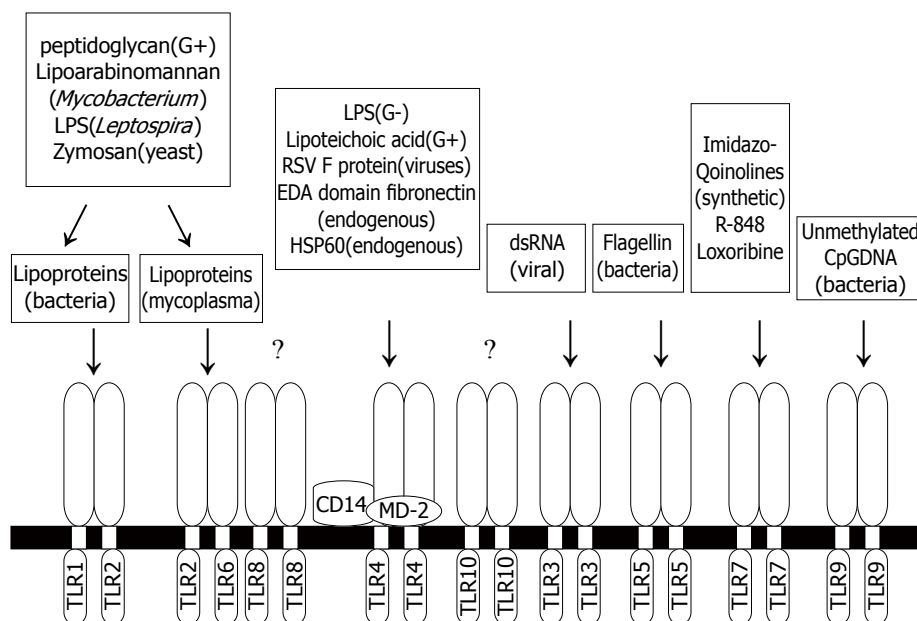 peptidoglycan(G+)
Lipoarabinomannan
(Mycobacterium)
LPS(Leptospira)
Zymosan(yeast)
LPS(G-)
Lipoteichoic acid(G+)
RSV F protein(viruses)
EDA domain fibronectin
(endogenous)
HSP60(endogenous)
Imidazo-
Qoinolines
(synthetic)
R-848
Loxoribine
Lipoproteins
(bacteria)
Lipoproteins
(mycoplasma)
dsRNA
(viral)
Flagellin
(bacteria)
Unmethylated
CpGDNA
(bacteria)
?
?
CD14
MD-2
TLR1
TLR2
TLR2
TLR6
TLR8
TLR8
TLR4
TLR4
TLR10
TLR10
TLR3
TLR3
TLR5
TLR5
TLR7
TLR7
TLR9
TLR9